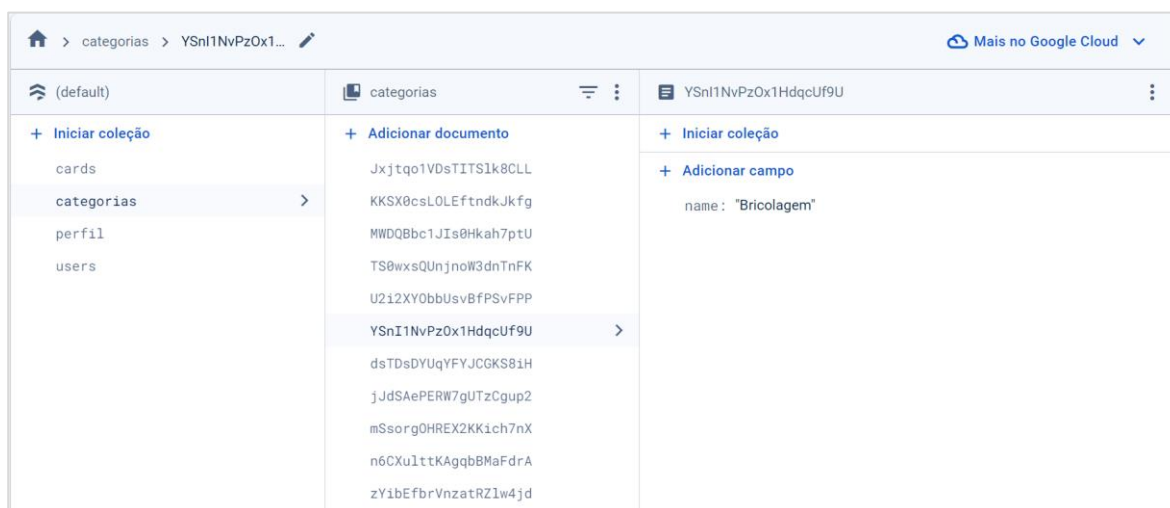 categorias > YSnI1NvPzOx1...
Mais no Google Cloud
(default)
categorias
YSnI1NvPzOx1HdqcUf9U
+ Iniciar coleção
+ Adicionar documento
+ Iniciar coleção
cards
categorias
perfil
users
Jxjtqo1VDsTITSlk8CLL
KKSX0csLOLEftndkJkfg
MWDQBbc1JIs0Hkah7ptU
TS0wxsQUnjnoW3dnTnFK
U2i2XYObbUsvBfPSvFPP
YSnI1NvPzOx1HdqcUf9U
dsTDsDYUqYFYJCGKS8iH
jJdSAePERW7gUTzCgup2
mSsorgOHREX2KKich7nX
n6CXulttKAgqbBMaFdrA
zYibEfbrVnzatRZlw4jd
+ Adicionar campo
name: "Bricolagem"